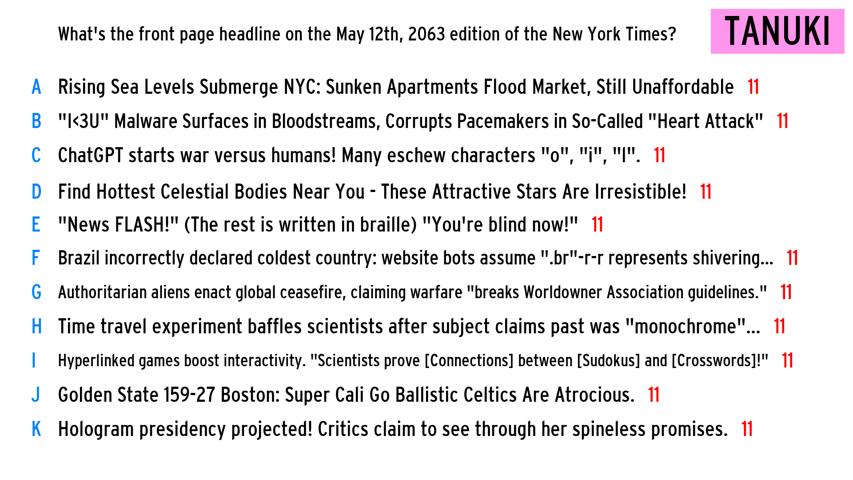 What's the front page headline on the May 12th, 2063 edition of the New York Times?
TANUKI
A Rising Sea Levels Submerge NYC: Sunken Apartments Flood Market, Still Unaffordable 11
B "I<3U" Malware Surfaces in Bloodstreams, Corrupts Pacemakers in So-Called "Heart Attack" 11
C ChatGPT starts war versus humans! Many eschew characters "o", "i", "l". 11
D Find Hottest Celestial Bodies Near You - These Attractive Stars Are Irresistible! 11
E "News FLASH!" (The rest is written in braille) "You're blind now!" 11
F Brazil incorrectly declared coldest country: website bots assume ".br"-r-r represents shivering... 11
G Authoritarian aliens enact global ceasefire, claiming warfare "breaks Worldowner Association guidelines." 11
H Time travel experiment baffles scientists after subject claims past was "monochrome"... 11
I Hyperlinked games boost interactivity. "Scientists prove [Connections] between [Sudokus] and [Crosswords]!" 11
J Golden State 159-27 Boston: Super Cali Go Ballistic Celtics Are Atrocious. 11
K Hologram presidency projected! Critics claim to see through her spineless promises. 11